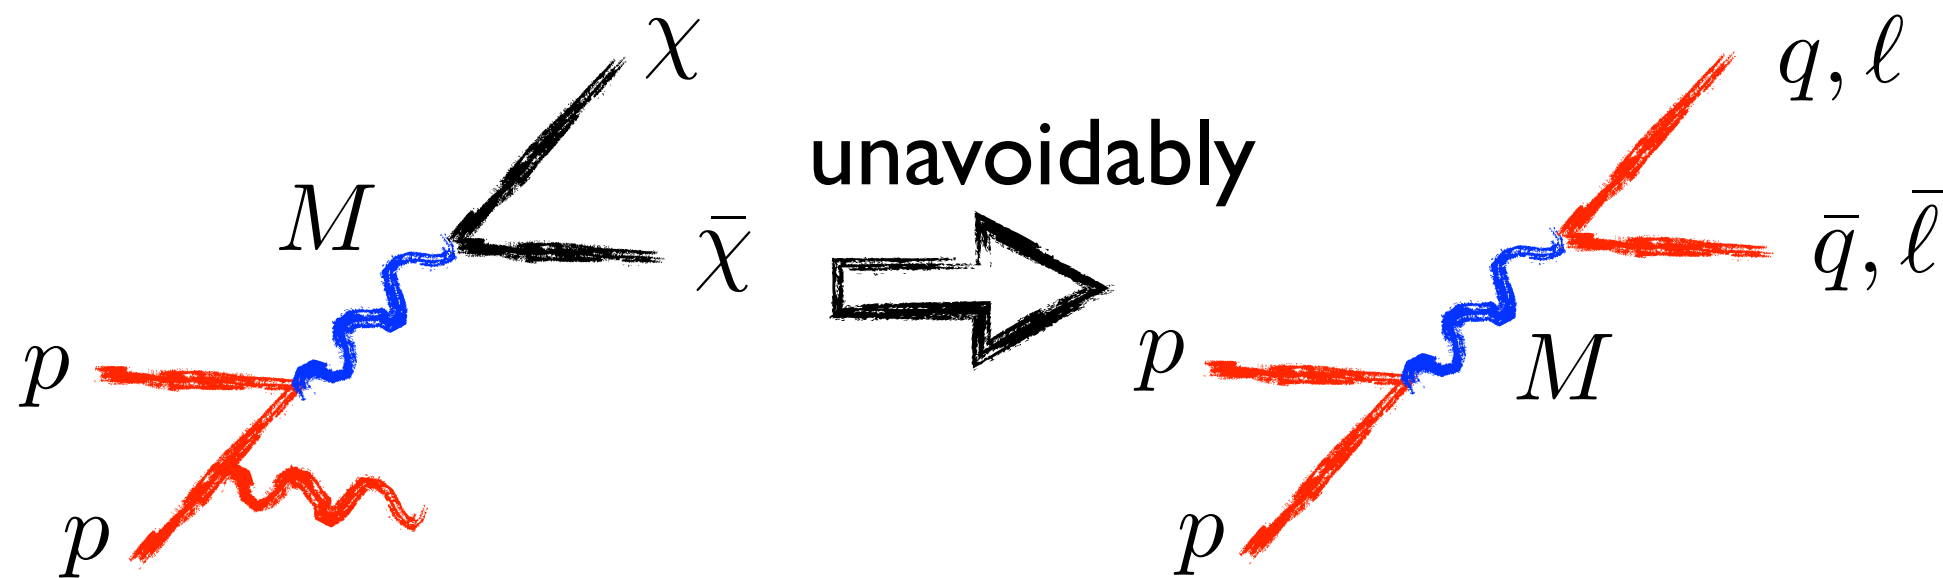 χ
M
χ̄
p
p
unavoidably
q, ℓ
q̄, ℓ̄
p
M
p